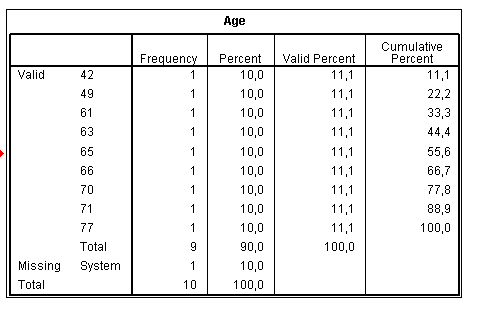 Age
Frequency Percent Valid Percent Cumulative Percent
Valid 42 1 10,0 11,1 11,1
49 1 10,0 11,1 22,2
61 1 10,0 11,1 33,3
63 1 10,0 11,1 44,4
65 1 10,0 11,1 55,6
66 1 10,0 11,1 66,7
70 1 10,0 11,1 77,8
71 1 10,0 11,1 88,9
77 1 10,0 11,1 100,0
Total 9 90,0 100,0
Missing System 1 10,0
Total 10 100,0